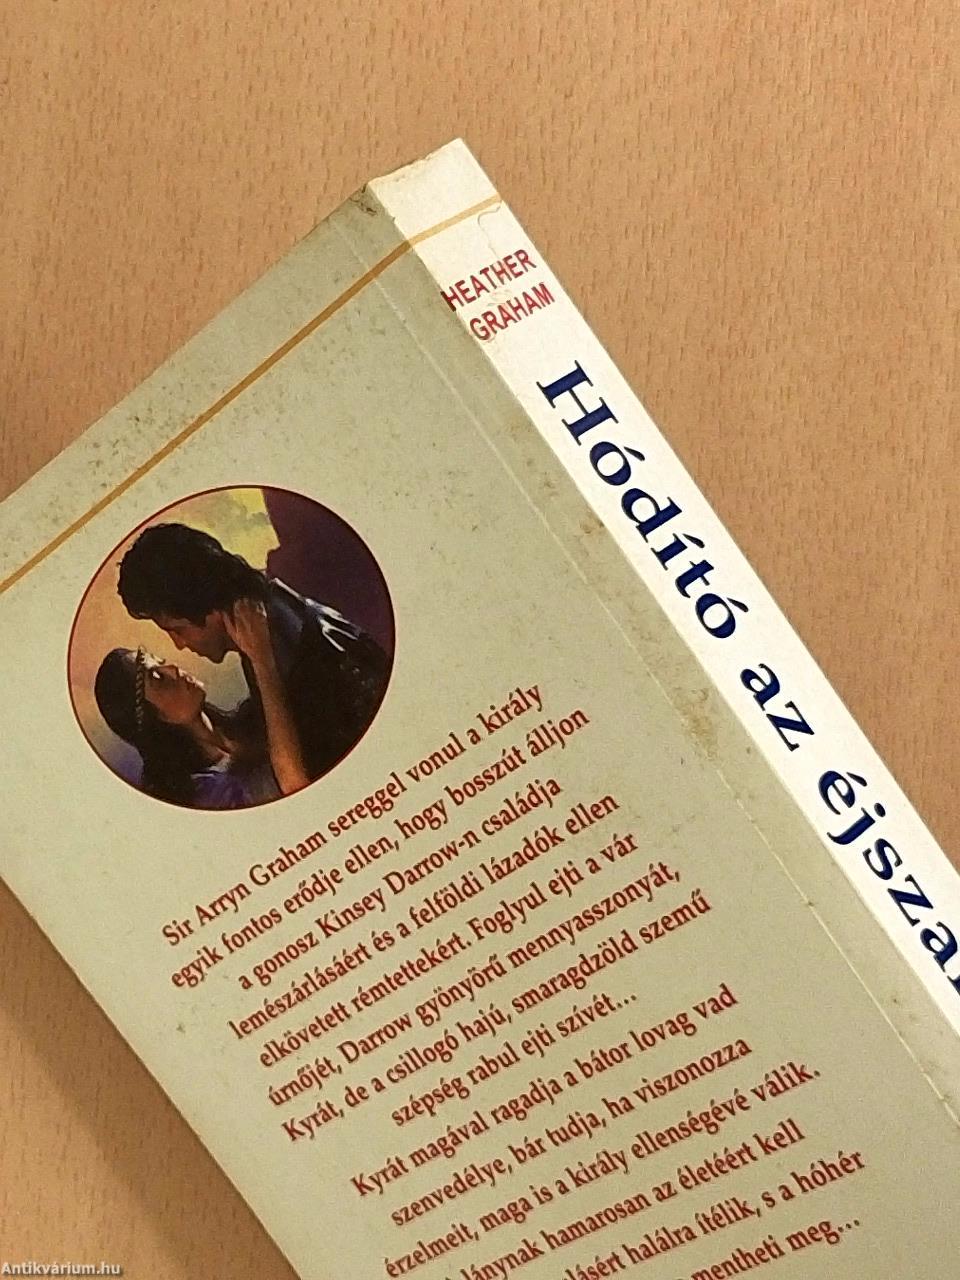 HEATHER
GRAHAM
Hódító az
Sir Arryn Graham sereggel vonul a király
egyik fontos erődje ellen, hogy bosszút álljon
a gonosz Kinsey Darrow-n családja
lemészárlásáért és a felföldi lázadók ellen
elkövetett rémtettekért. Foglyul ejti a vár
úrnőjét, Darrow gyönyörű mennyasszonyát,
Kyrát, de a csillogó hajú, smaragdzöld szemű
szépség rabul ejti szívét...
Kyrát magával ragadja a bátor lovag vad
szenvedélye, bár tudja, ha viszonozza
érzelmeit, maga is a király ellenségévé válik.
lánynak hamarosan az életéért kell
halálra ítélik, s a hóhér
mentheti meg...
Antikvárium.hu